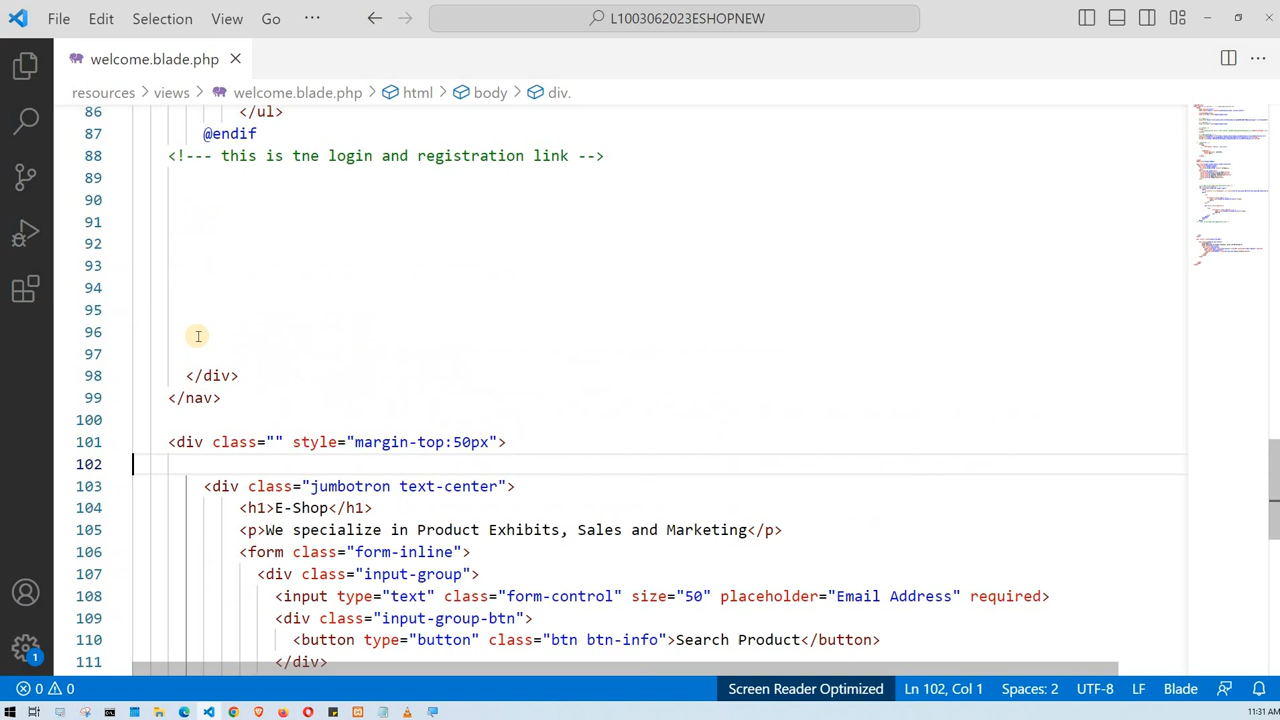 File Edit Selection View Go ··· L1003062023ESHOPNEW
welcome.blade.php
resources > views > welcome.blade.php > html > body > div.
86 </ul>
87 @endif
88 <!--- this is tne login and registration link -->
89
90
91
92
93
94
95
96
97
98 </div>
99 </nav>
100
101 <div class="" style="margin-top:50px">
102
103 <div class="jumbotron text-center">
104 <h1>E-Shop</h1>
105 <p>We specialize in Product Exhibits, Sales and Marketing</p>
106 <form class="form-inline">
107 <div class="input-group">
108 <input type="text" class="form-control" size="50" placeholder="Email Address" required>
109 <div class="input-group-btn">
110 <button type="button" class="btn btn-info">Search Product</button>
111 </div>
1
0 0 Screen Reader Optimized Ln 102, Col 1 Spaces: 2 UTF-8 LF Blade
11:31 AM